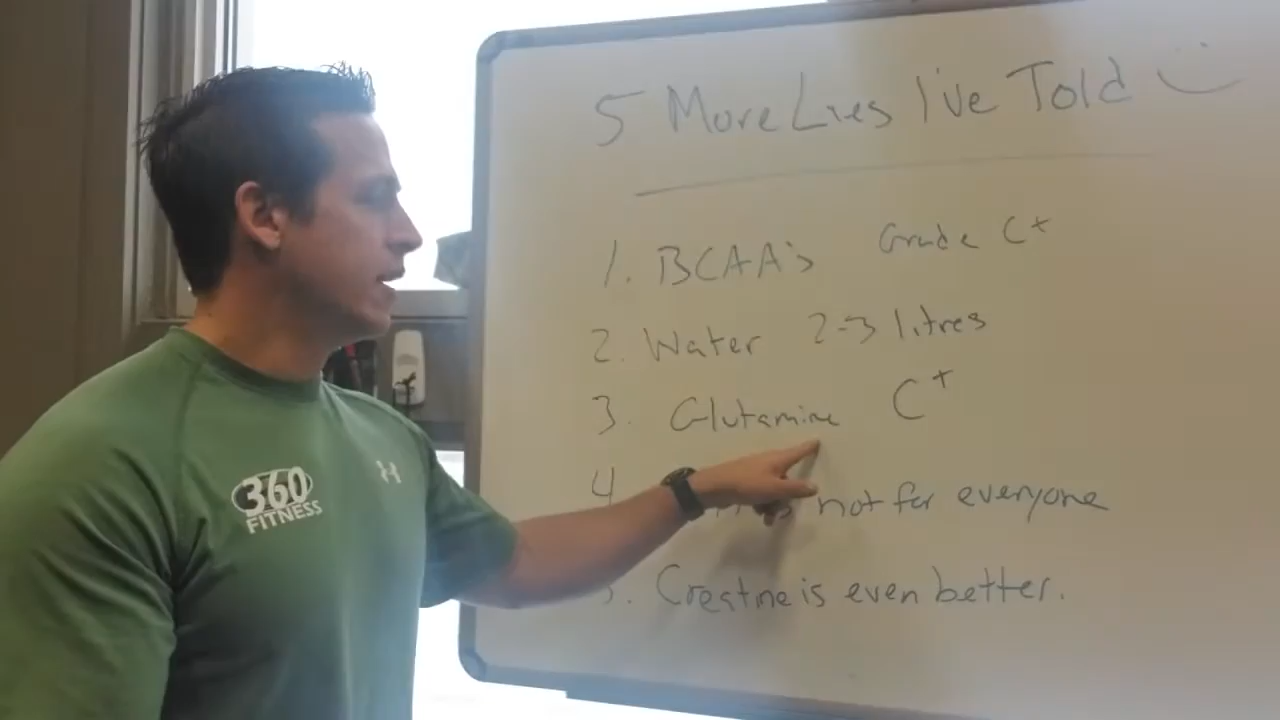 5 More Lies I've Told
1. BCAA's Grade C+
2. Water 2-3 litres
3. Glutamine C+
4 not for everyone
5. Creatine is even better.
360
FITNESS